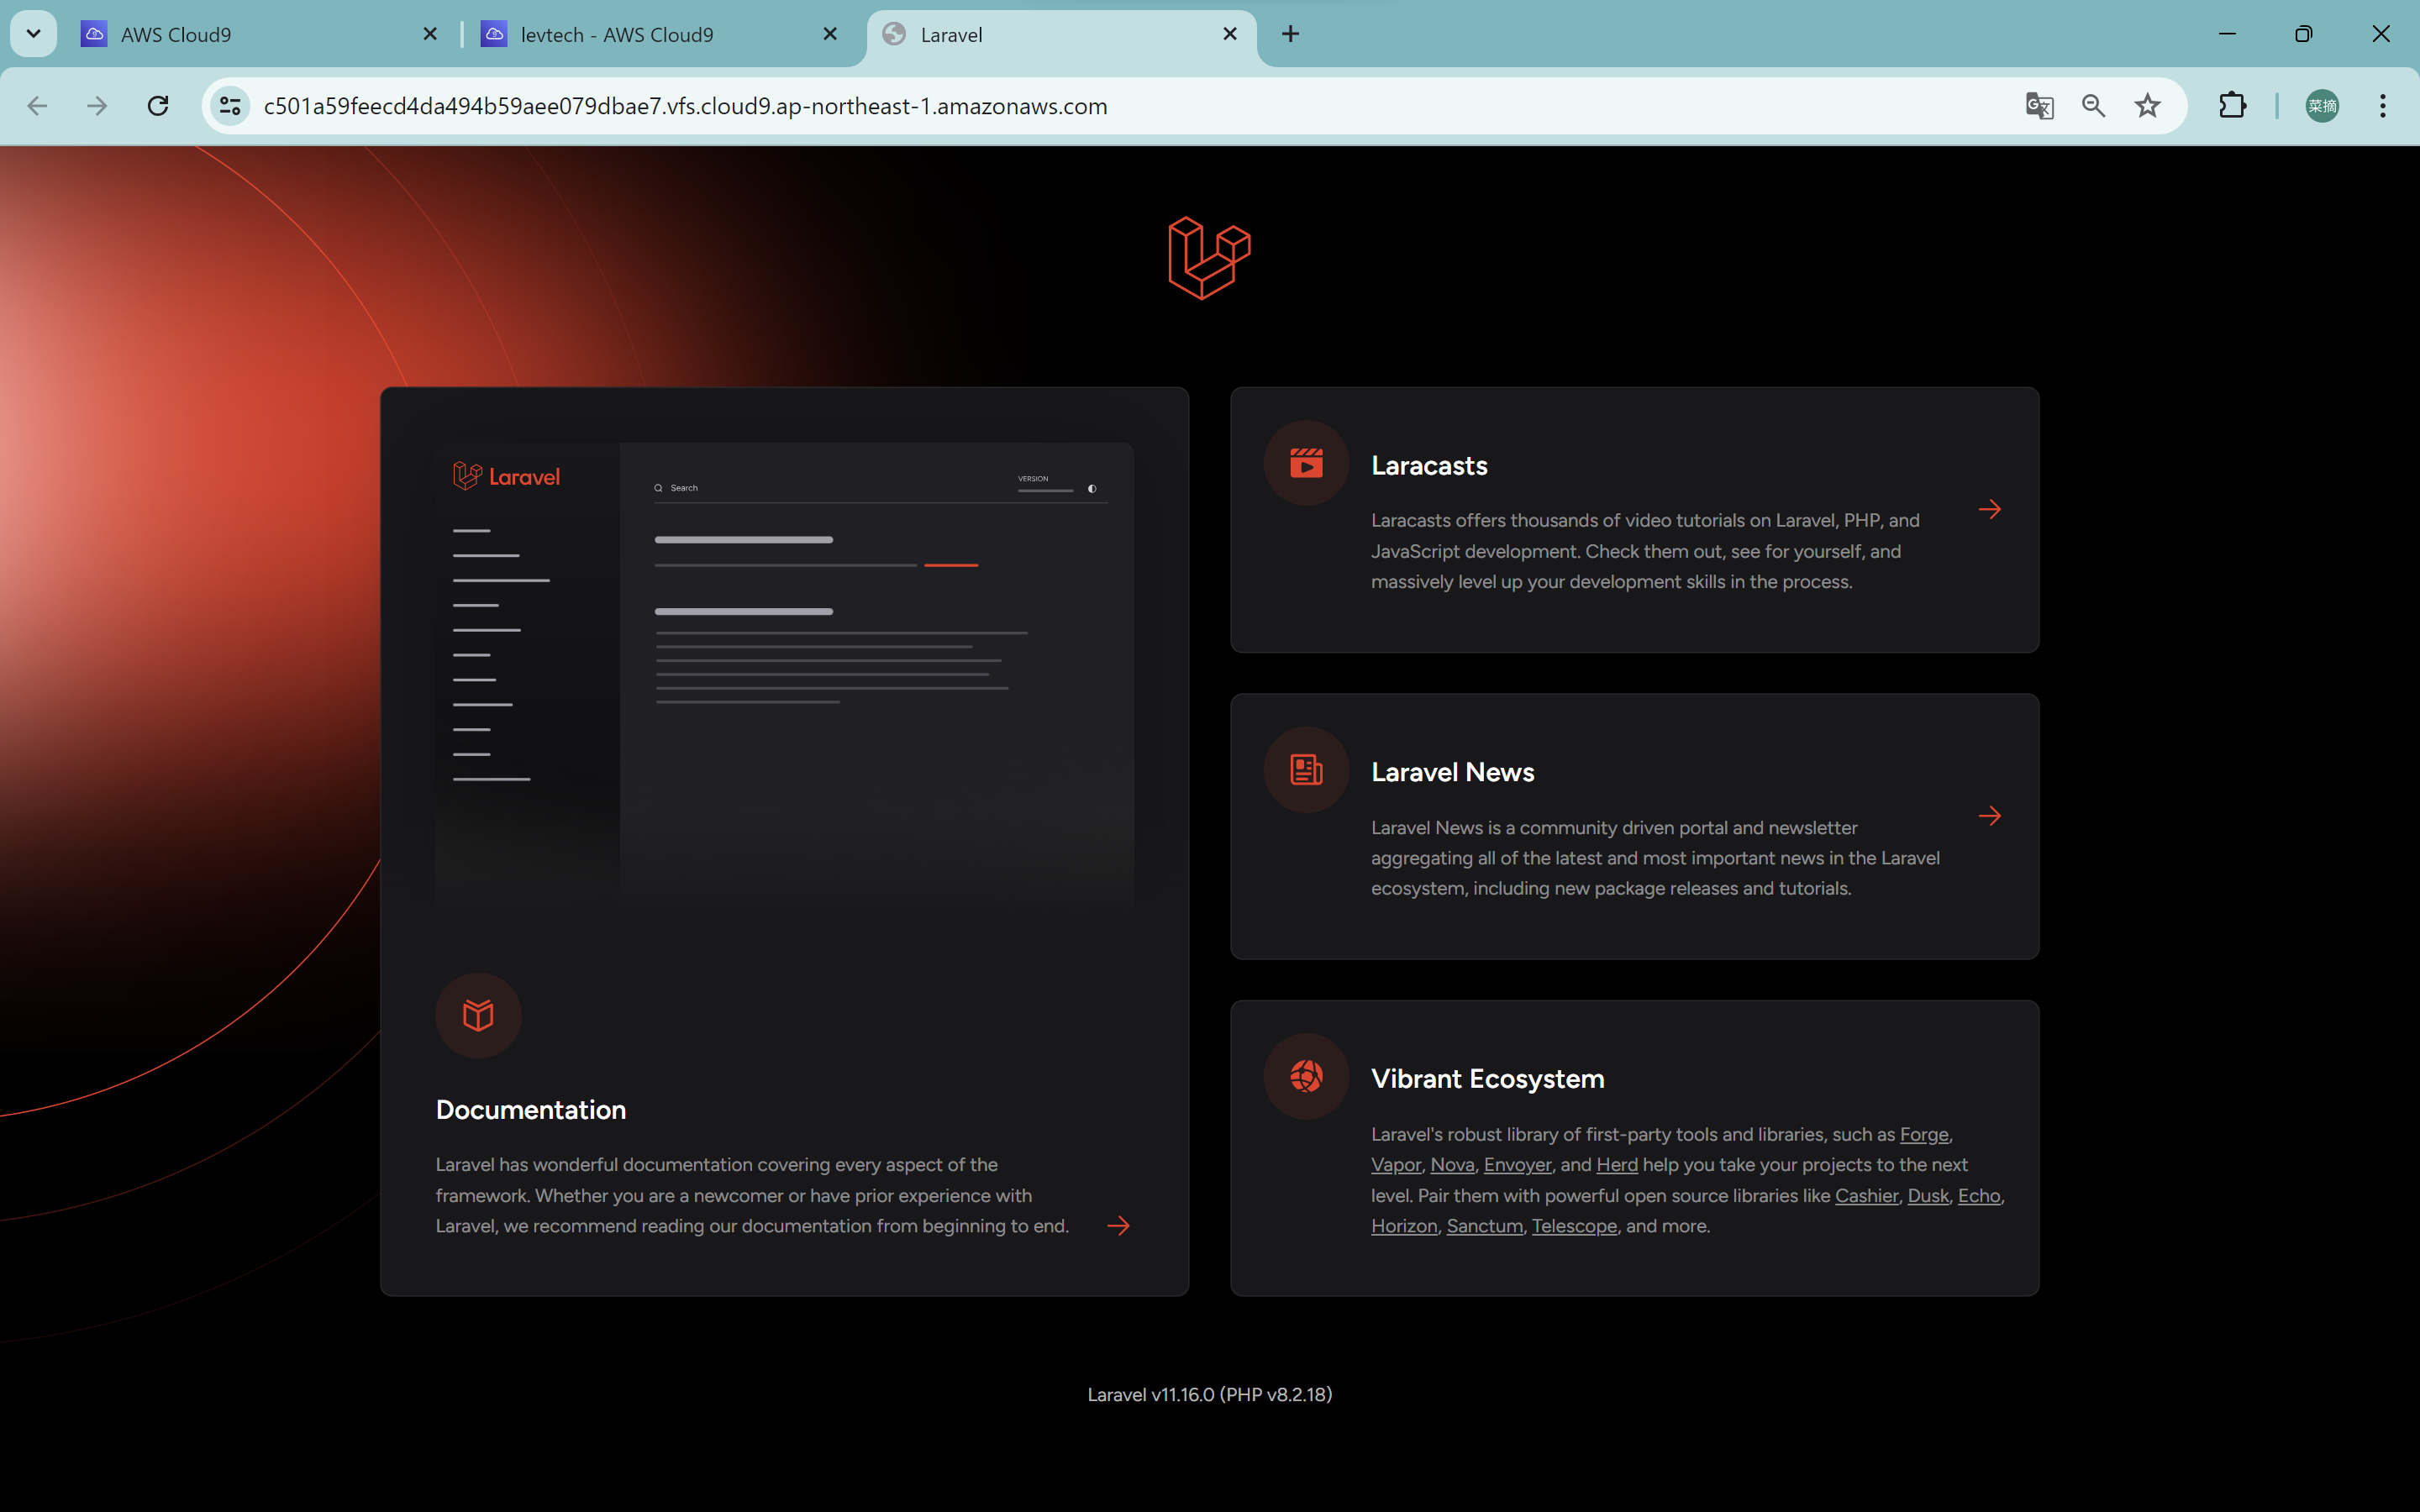 AWS Cloud9
levtech - AWS Cloud9
Laravel
c501a59feecd4da494b59aee079dbae7.vfs.cloud9.ap-northeast-1.amazonaws.com
菜摘
Laravel
Search
VERSION
Documentation
Laravel has wonderful documentation covering every aspect of the
framework. Whether you are a newcomer or have prior experience with
Laravel, we recommend reading our documentation from beginning to end.
Laracasts
Laracasts offers thousands of video tutorials on Laravel, PHP, and
JavaScript development. Check them out, see for yourself, and
massively level up your development skills in the process.
Laravel News
Laravel News is a community driven portal and newsletter
aggregating all of the latest and most important news in the Laravel
ecosystem, including new package releases and tutorials.
Vibrant Ecosystem
Laravel's robust library of first-party tools and libraries, such as Forge,
Vapor, Nova, Envoyer, and Herd help you take your projects to the next
level. Pair them with powerful open source libraries like Cashier, Dusk, Echo,
Horizon, Sanctum, Telescope, and more.
Laravel v11.16.0 (PHP v8.2.18)